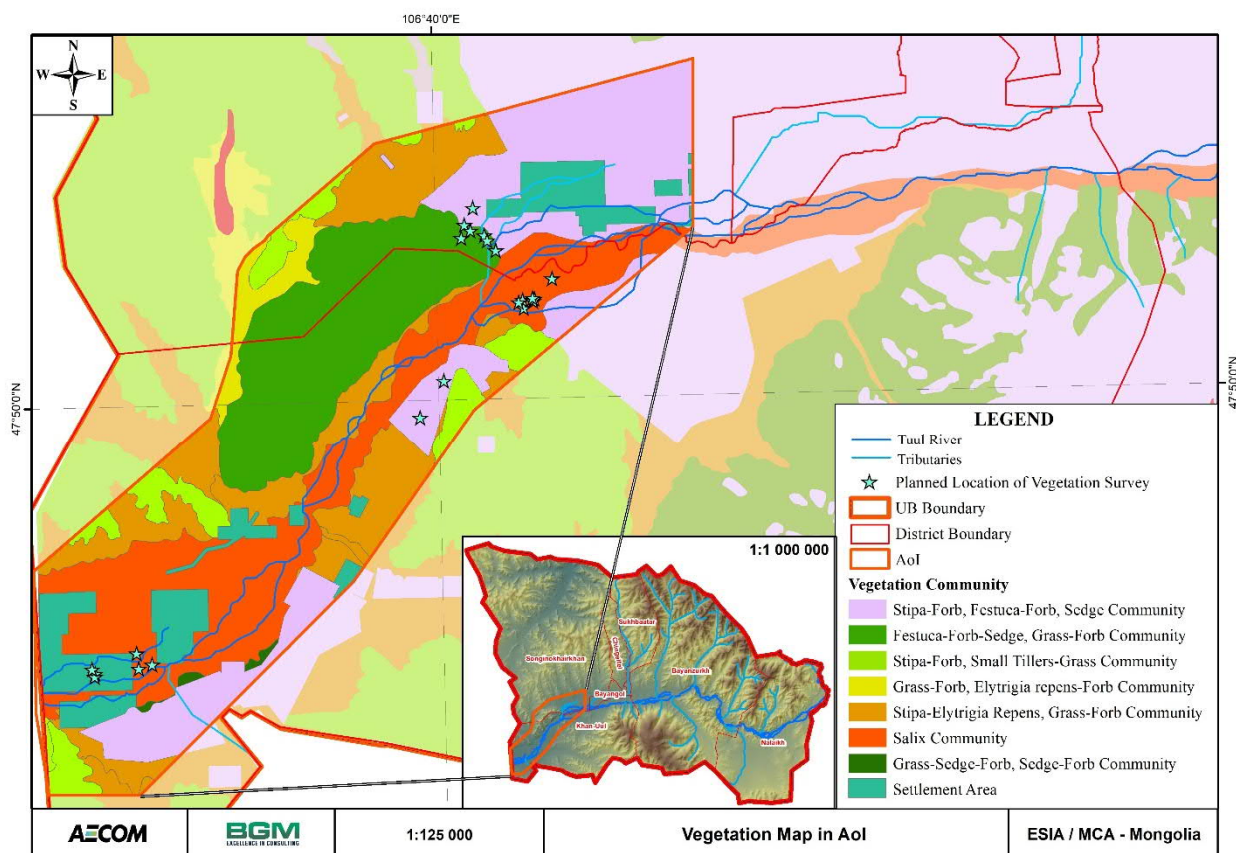 106°40'0"E
N
W E
S
47°50'0"N
47°50'0"N
LEGEND
Tuul River
Tributaries
Planned Location of Vegetation Survey
UB Boundary
District Boundary
AoI
Vegetation Community
Stipa-Forb, Festuca-Forb, Sedge Community
Festuca-Forb-Sedge, Grass-Forb Community
Stipa-Forb, Small Tillers-Grass Community
Grass-Forb, Elytrigia repens-Forb Community
Stipa-Elytrigia Repens, Grass-Forb Community
Salix Community
Grass-Sedge-Forb, Sedge-Forb Community
Settlement Area
1:1 000 000
Sukhbaatar
Chingeltei
Songinokhairkhan
Bayanzurkh
Bayangol
Khan-Uul
Nalaikh
AECOM
BGM
EXCELLENCE IN CONSULTING
1:125 000
Vegetation Map in AoI
ESIA / MCA - Mongolia